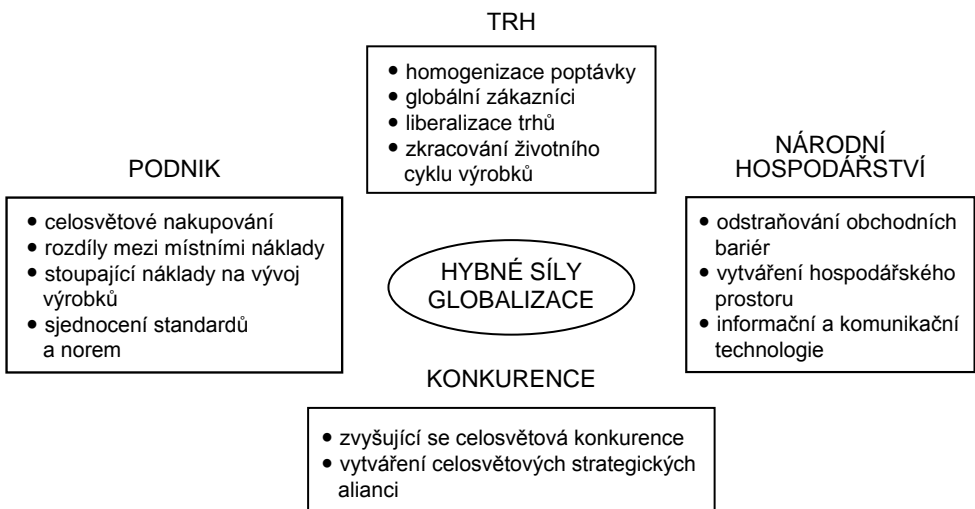 TRH
• homogenizace poptávky
• globální zákazníci
• liberalizace trhů
• zkracování životního
cyklu výrobků
PODNIK
• celosvětové nakupování
• rozdíly mezi místními náklady
• stoupající náklady na vývoj
výrobků
• sjednocení standardů
a norem
HYBNÉ SÍLY
GLOBALIZACE
NÁRODNÍ
HOSPODÁŘSTVÍ
• odstraňování obchodních
bariér
• vytváření hospodářského
prostoru
• informační a komunikační
technologie
KONKURENCE
• zvyšující se celosvětová konkurence
• vytváření celosvětových strategických
alianci